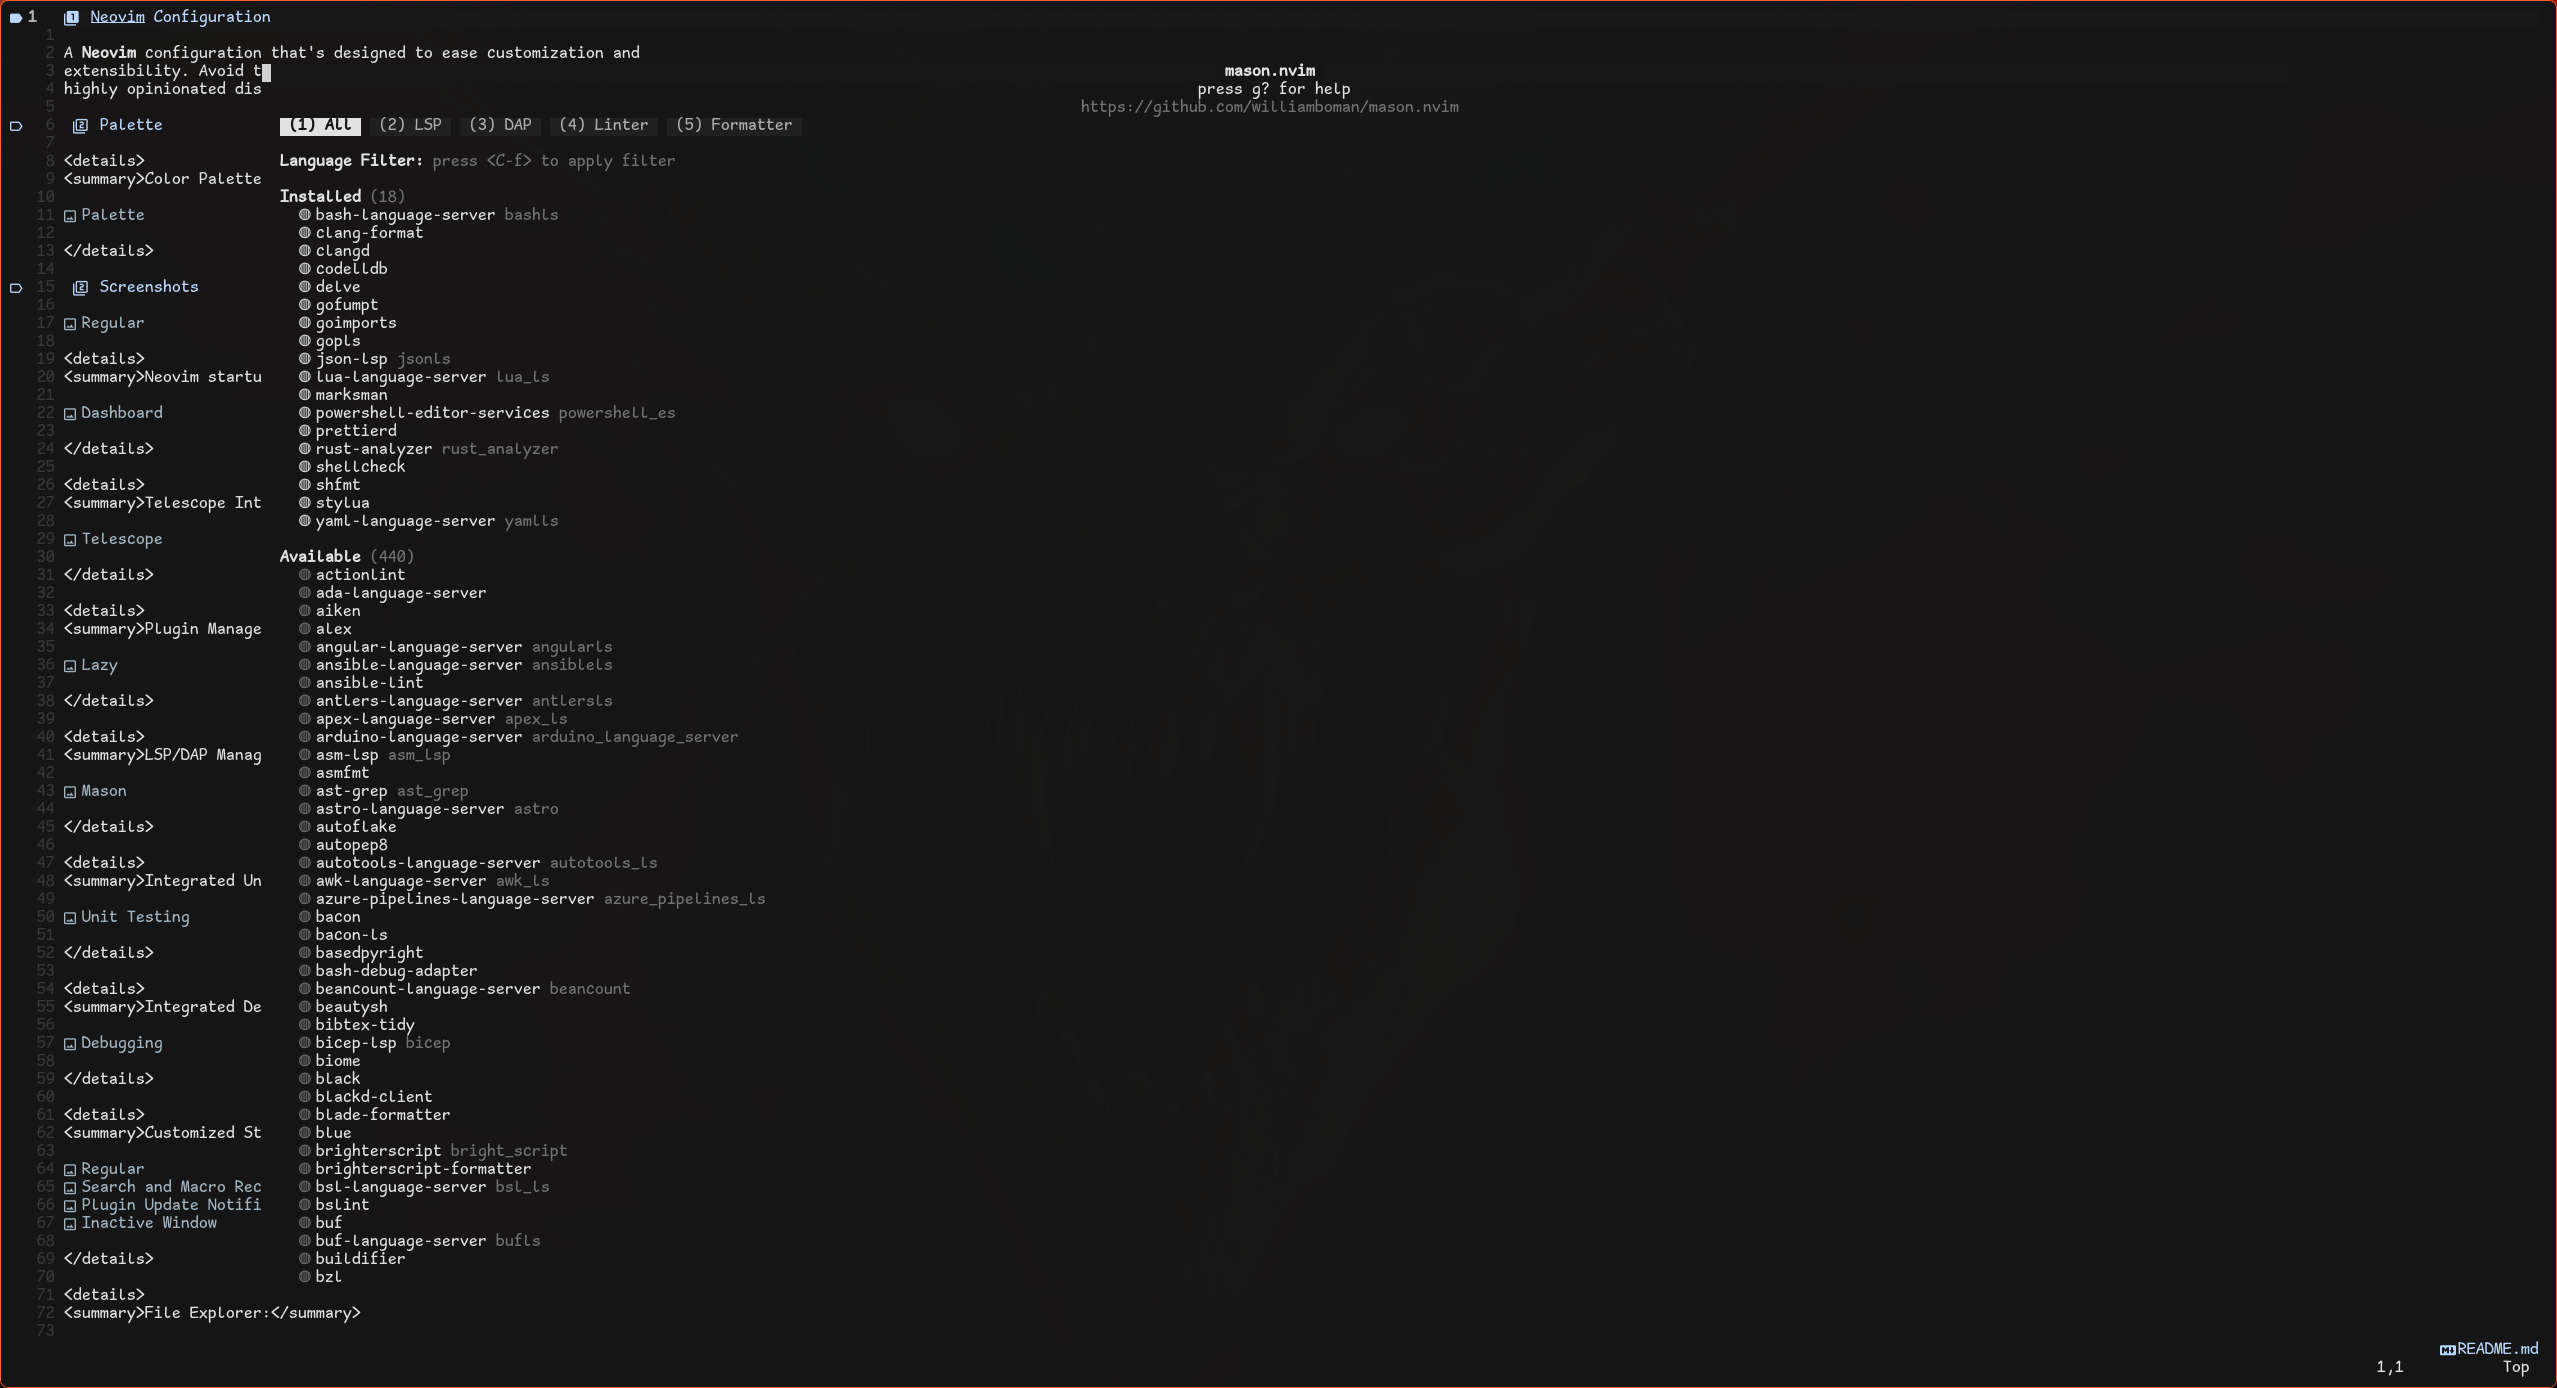 1 Neovim Configuration
1
2 A Neovim configuration that's designed to ease customization and
3 extensibility. Avoid t
mason.nvim
4 highly opinionated dis
press g? for help
5
https://github.com/williamboman/mason.nvim
6 Palette
(1) All (2) LSP (3) DAP (4) Linter (5) Formatter
7
8 <details>
Language Filter: press <C-f> to apply filter
9 <summary>Color Palette
10
Installed (18)
11 Palette
bash-language-server bashls
12
clang-format
13 </details>
clangd
14
codelldb
15 Screenshots
delve
16
gofumpt
17 Regular
goimports
18
gopls
19 <details>
json-lsp jsonls
20 <summary>Neovim startu
lua-language-server lua_ls
21
marksman
22 Dashboard
powershell-editor-services powershell_es
23
prettierd
24 </details>
rust-analyzer rust_analyzer
25
shellcheck
26 <details>
shfmt
27 <summary>Telescope Int
stylua
28
yaml-language-server yamlls
29 Telescope
30
Available (440)
31 </details>
actionlint
32
ada-language-server
33 <details>
aiken
34 <summary>Plugin Manage
alex
35
angular-language-server angularls
36 Lazy
ansible-language-server ansiblels
37
ansible-lint
38 </details>
antlers-language-server antlersls
39
apex-language-server apex_ls
40 <details>
arduino-language-server arduino_language_server
41 <summary>LSP/DAP Manag
asm-lsp asm_lsp
42
asmfmt
43 Mason
ast-grep ast_grep
44
astro-language-server astro
45 </details>
autoflake
46
autopep8
47 <details>
autotools-language-server autotools_ls
48 <summary>Integrated Un
awk-language-server awk_ls
49
azure-pipelines-language-server azure_pipelines_ls
50 Unit Testing
bacon
51
bacon-ls
52 </details>
basedpyright
53
bash-debug-adapter
54 <details>
beancount-language-server beancount
55 <summary>Integrated De
beautysh
56
bibtex-tidy
57 Debugging
bicep-lsp bicep
58
biome
59 </details>
black
60
blackd-client
61 <details>
blade-formatter
62 <summary>Customized St
blue
63
brighterscript bright_script
64 Regular
brighterscript-formatter
65 Search and Macro Rec
bsl-language-server bsl_ls
66 Plugin Update Notifi
bslint
67 Inactive Window
buf
68
buf-language-server bufls
69 </details>
buildifier
70
bzl
71 <details>
72 <summary>File Explorer:</summary>
73
README.md
1,1 Top